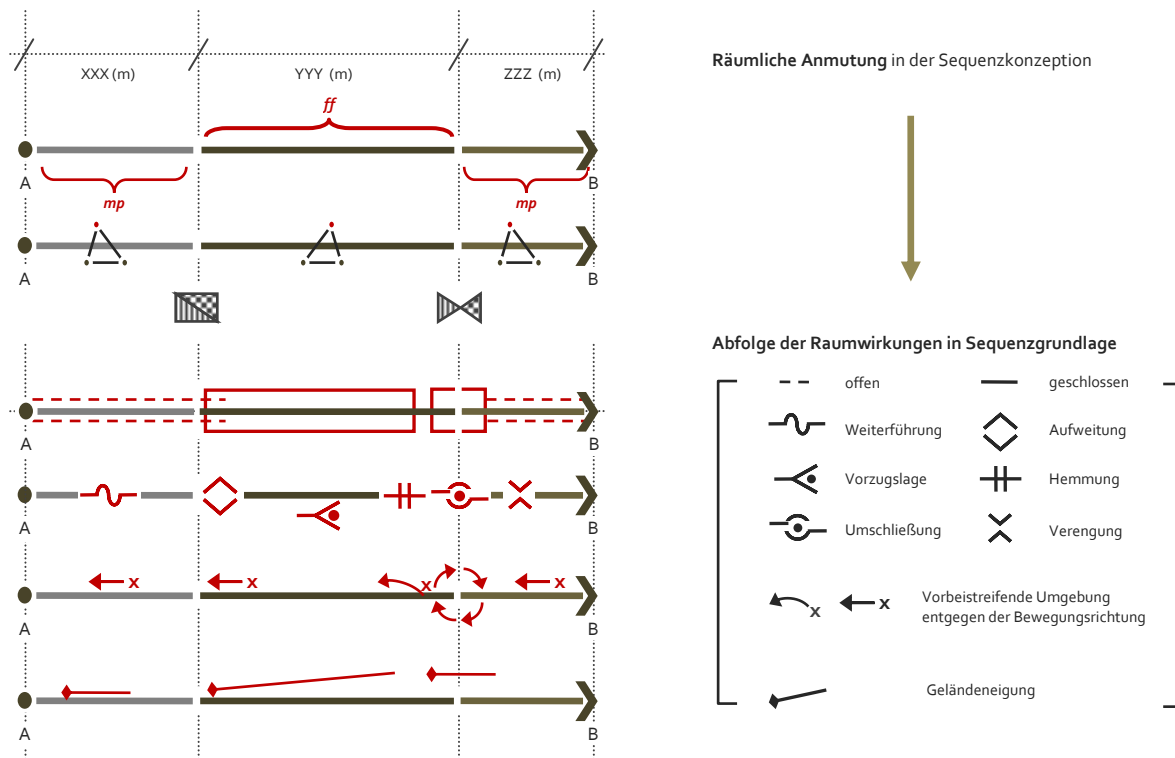 XXX (m)
YYY (m)
ZZZ (m)
Räumliche Anmutung in der Sequenzkonzeption
ff
A
B
mp
mp
A
B
Abfolge der Raumwirkungen in Sequenzgrundlage
offen
geschlossen
A
B
Weiterführung
Aufweitung
Vorzugslage
Hemmung
A
B
Umschließung
Verengung
x
x
x
x
A
B
x
x
Vorbeistreifende Umgebung
entgegen der Bewegungsrichtung
Geländeneigung
A
B